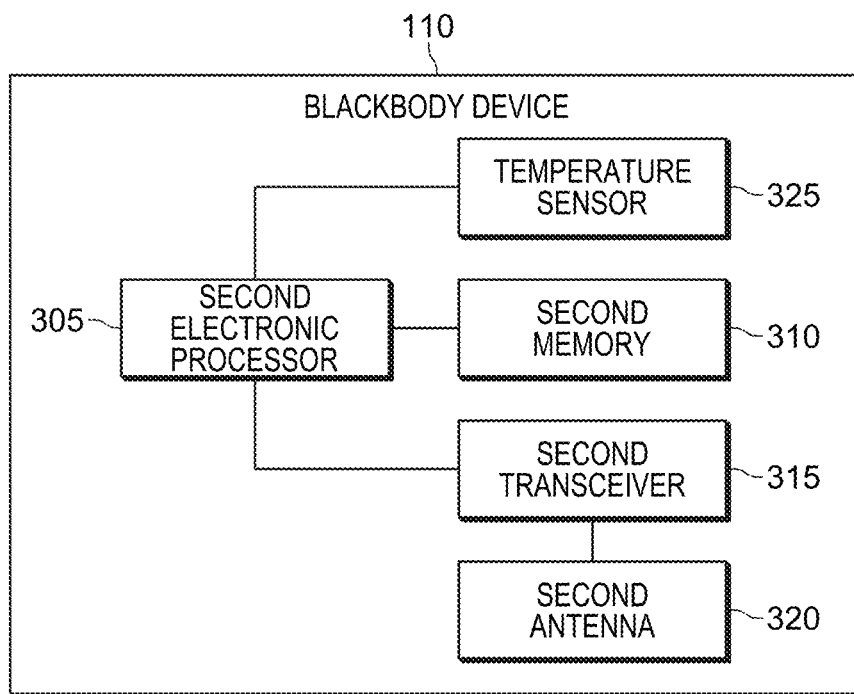 110
BLACKBODY DEVICE
TEMPERATURE
SENSOR
325
305
SECOND
ELECTRONIC
PROCESSOR
SECOND
MEMORY
310
SECOND
TRANSCEIVER
315
SECOND
ANTENNA
320